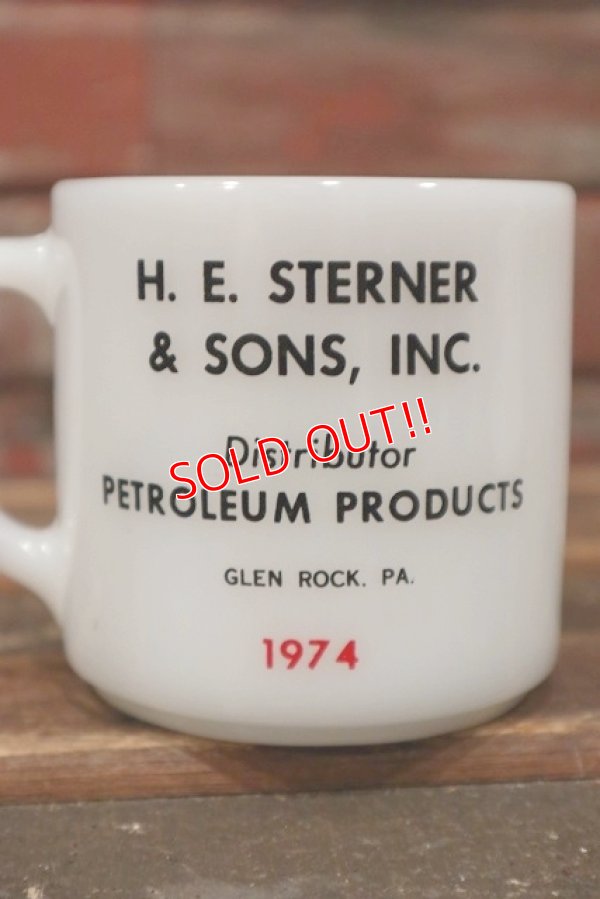 H. E. STERNER
& SONS, INC.
Distributor
SOLD OUT!!
PETROLEUM PRODUCTS
GLEN ROCK. PA.
1974